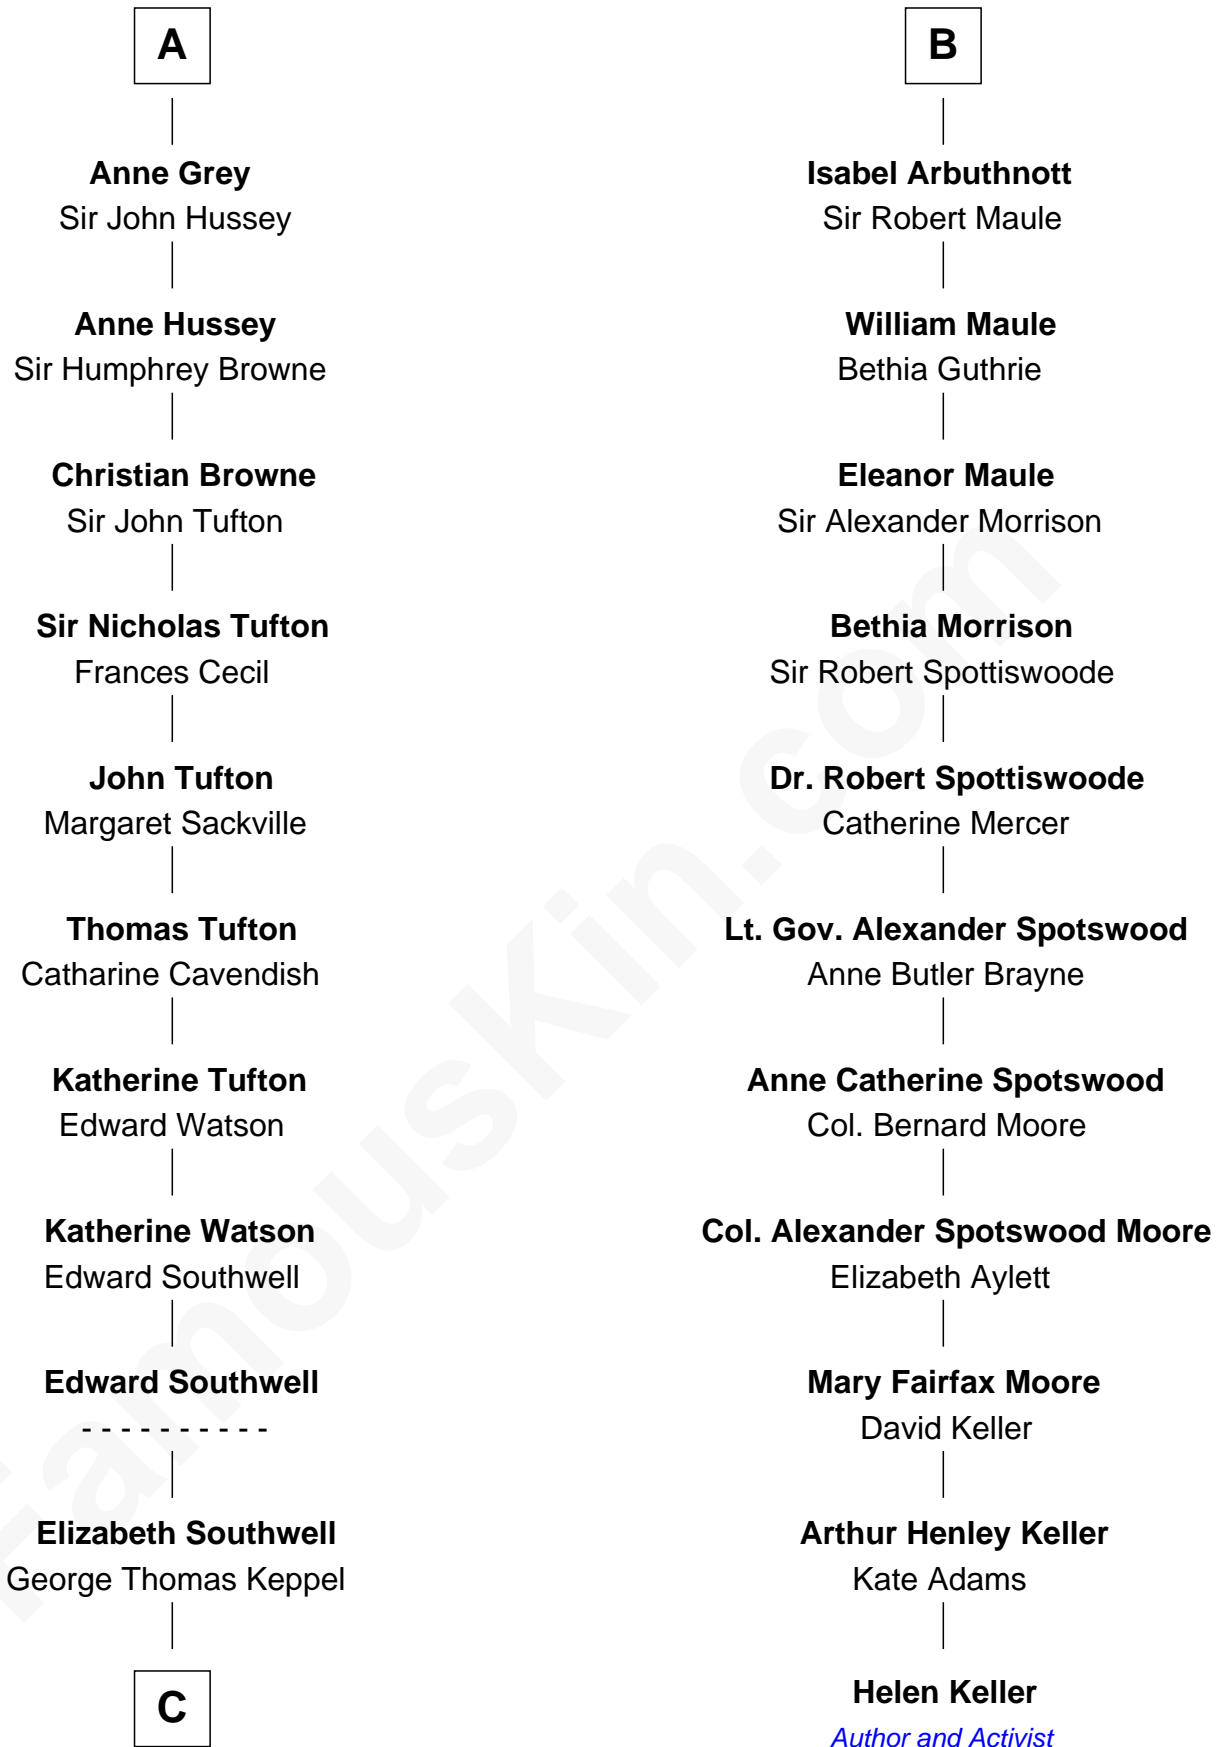 A
Anne Grey
Sir John Hussey
Anne Hussey
Sir Humphrey Browne
Christian Browne
Sir John Tufton
Sir Nicholas Tufton
Frances Cecil
John Tufton
Margaret Sackville
Thomas Tufton
Catharine Cavendish
Katherine Tufton
Edward Watson
Katherine Watson
Edward Southwell
Edward Southwell
- - - - - - - - - -
Elizabeth Southwell
George Thomas Keppel
C
B
Isabel Arbuthnott
Sir Robert Maule
William Maule
Bethia Guthrie
Eleanor Maule
Sir Alexander Morrison
Bethia Morrison
Sir Robert Spottiswoode
Dr. Robert Spottiswoode
Catherine Mercer
Lt. Gov. Alexander Spotswood
Anne Butler Brayne
Anne Catherine Spotswood
Col. Bernard Moore
Col. Alexander Spotswood Moore
Elizabeth Aylett
Mary Fairfax Moore
David Keller
Arthur Henley Keller
Kate Adams
Helen Keller
Author and Activist
FamousKin.com